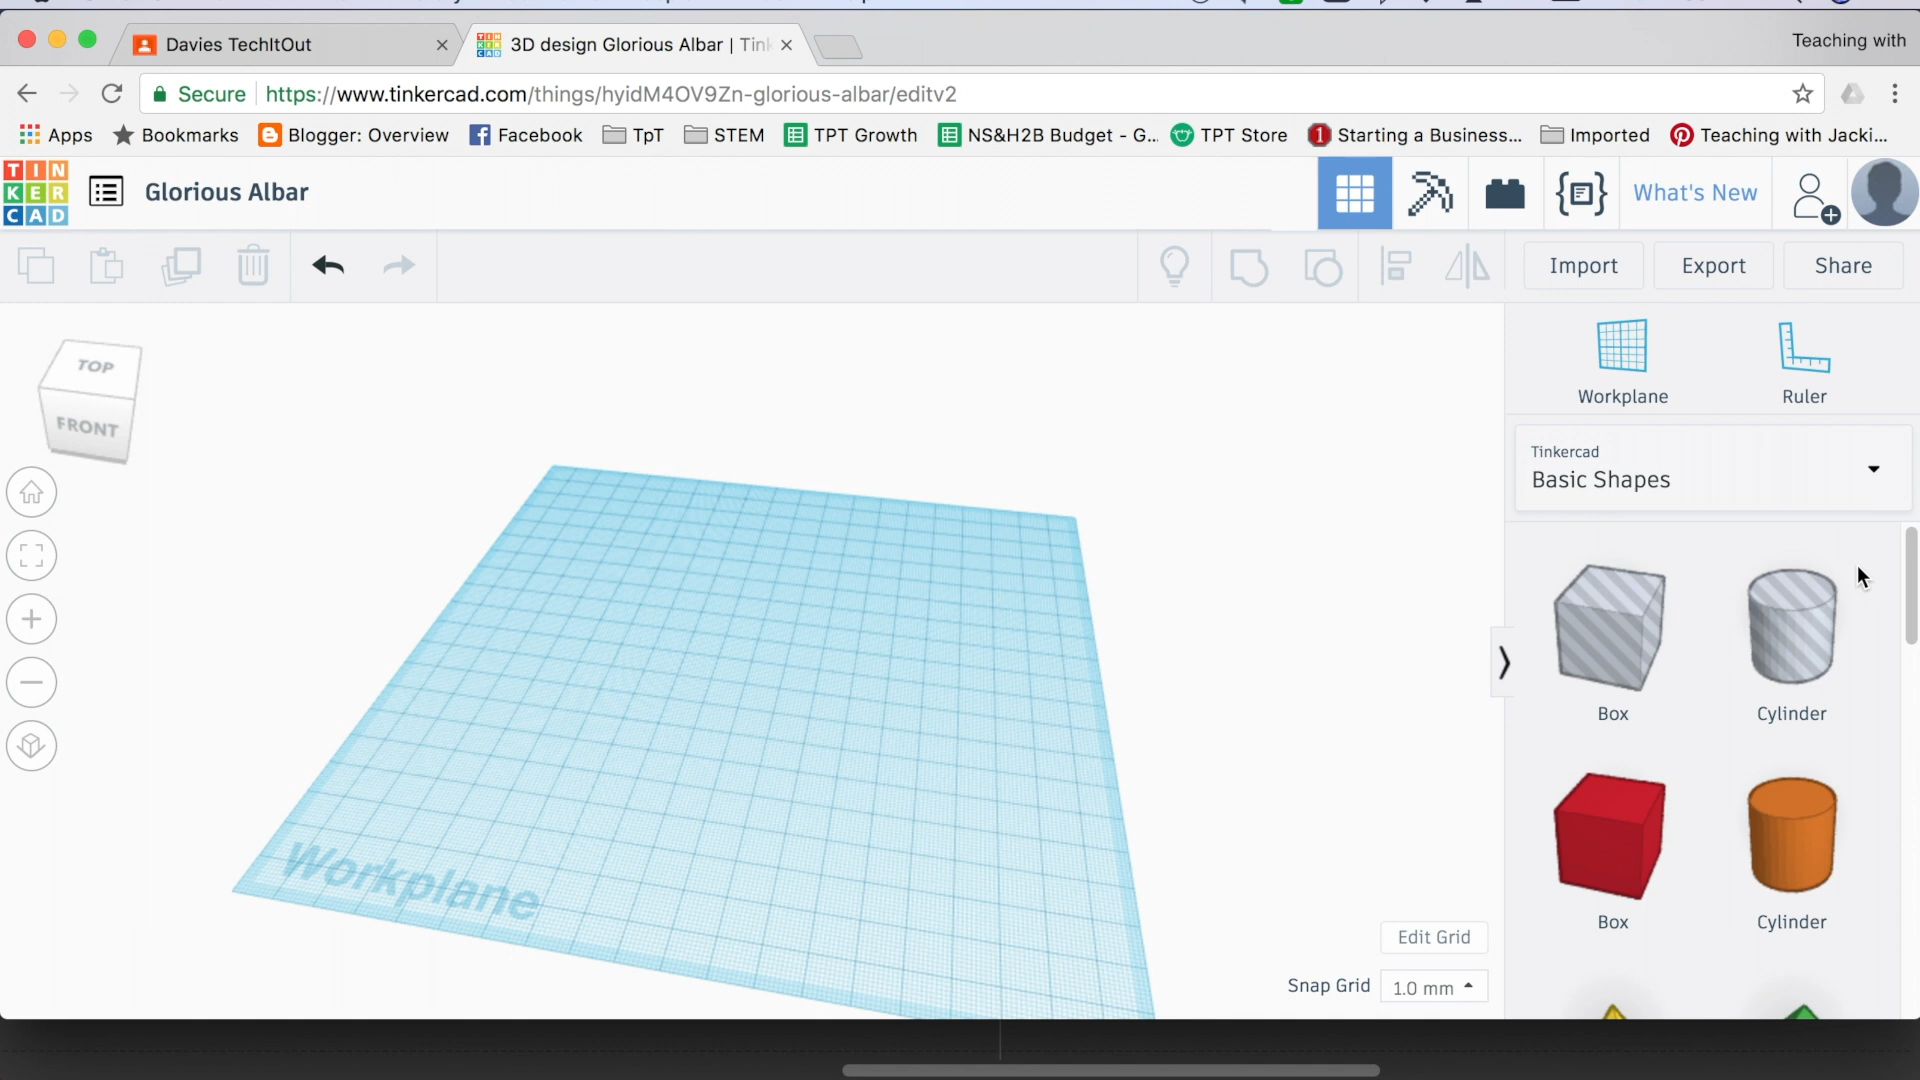 Davies TechItOut
3D design Glorious Albar | Tink
Teaching with
Secure
https://www.tinkercad.com/things/hyidM4OV9Zn-glorious-albar/editv2
Apps
Bookmarks
Blogger: Overview
Facebook
TpT
STEM
TPT Growth
NS&H2B Budget - G...
TPT Store
Starting a Business...
Imported
Teaching with Jacki...
TIN
KER
CAD
Glorious Albar
What's New
Import
Export
Share
TOP
FRONT
Workplane
Ruler
Tinkercad
Basic Shapes
Box
Cylinder
Box
Cylinder
Workplane
Edit Grid
Snap Grid
1.0 mm